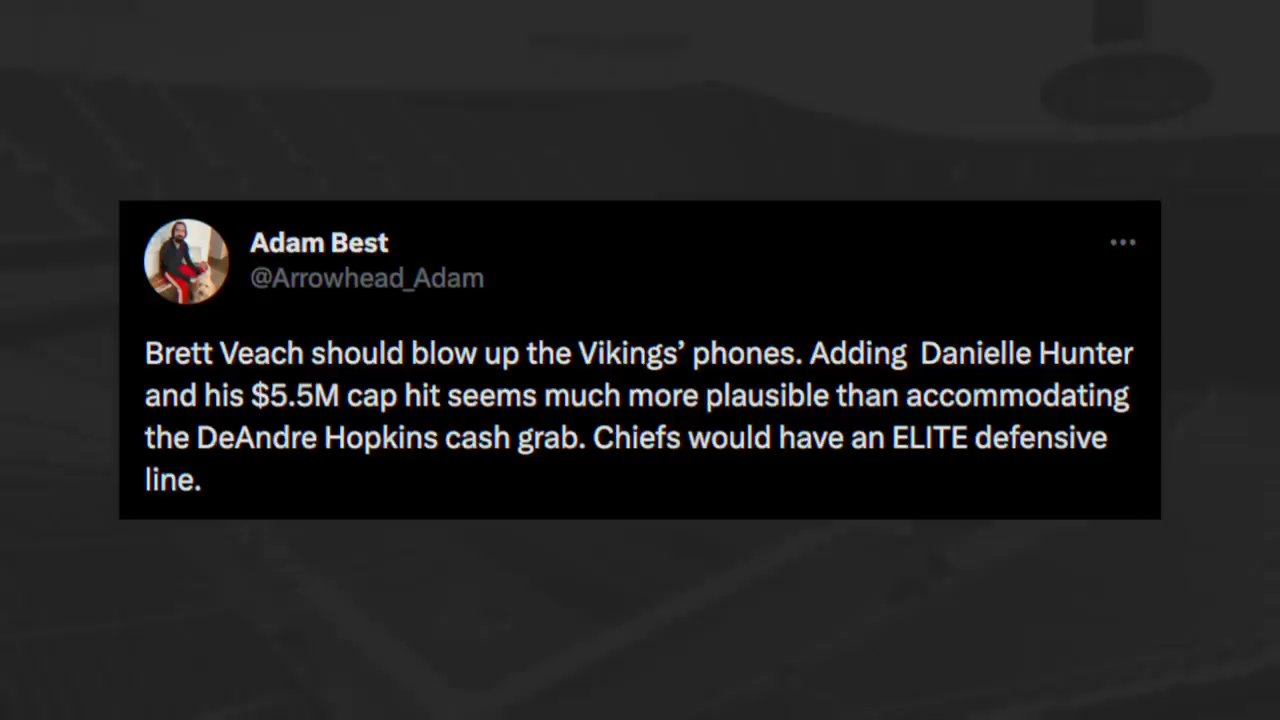 Adam Best
@Arrowhead_Adam
Brett Veach should blow up the Vikings’ phones. Adding  Danielle Hunter
and his $5.5M cap hit seems much more plausible than accommodating
the DeAndre Hopkins cash grab. Chiefs would have an ELITE defensive
line.